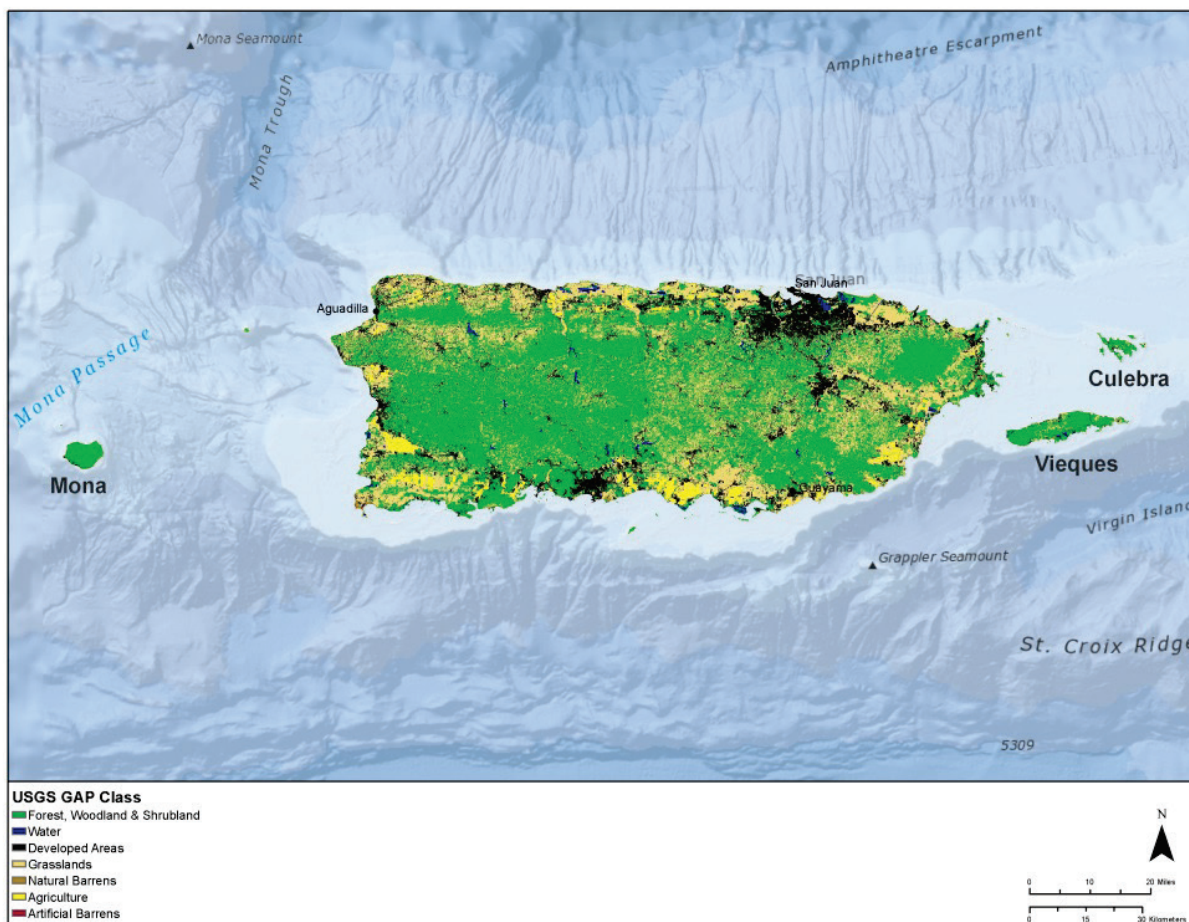 Mona Seamount
Amphitheatre Escarpment
Mona Trough
San Juan
San Juan
Aguadilla
Mona Passage
Culebra
Mona
Vieques
Guayama
Virgin Island
Grappler Seamount
St. Croix Ridge
5309
USGS GAP Class
Forest, Woodland & Shrubland
Water
Developed Areas
Grasslands
Natural Barrens
Agriculture
Artificial Barrens
N
0 10 20 Miles
0 15 30 Kilometers